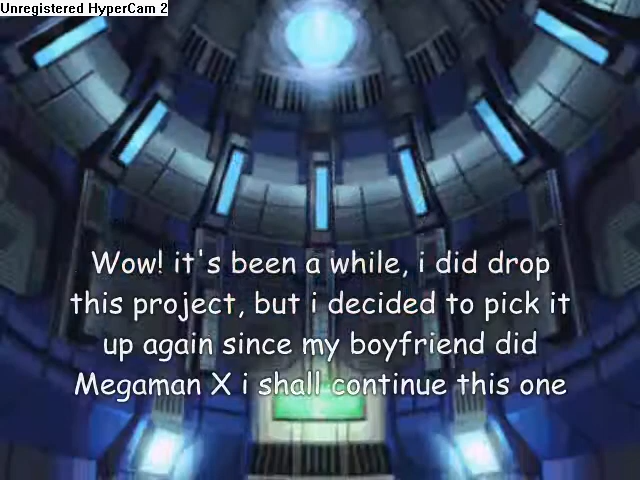 Unregistered HyperCam 2
Wow! it's been a while, i did drop
this project, but i decided to pick it
up again since my boyfriend did
Megaman X i shall continue this one